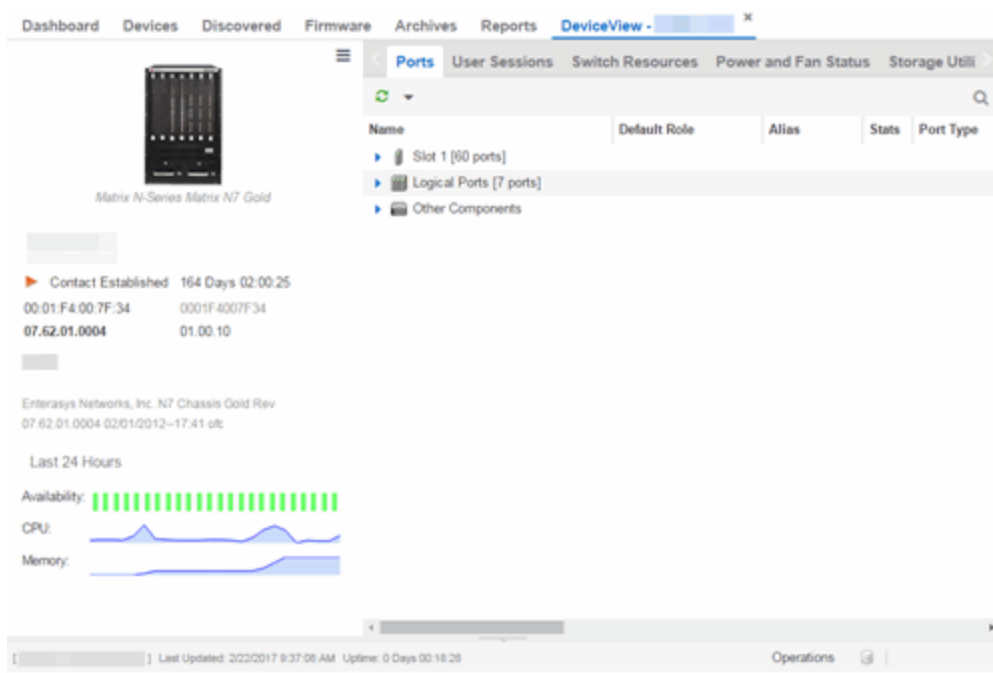 Dashboard Devices Discovered Firmware Archives Reports DeviceView - ×
Ports User Sessions Switch Resources Power and Fan Status Storage Utili
Name Default Role Alias Stats Port Type
Slot 1 [60 ports]
Logical Ports [7 ports]
Other Components
Matrix N-Series Matrix N7 Gold
Contact Established 164 Days 02:00:25
00:01:F4:00:7F:34 0001F4007F34
07.62.01.0004 01.00.10
Enterasys Networks, Inc. N7 Chassis Gold Rev
07.62.01.0004 02/01/2012--17:41 ofc
Last 24 Hours
Availability:
CPU:
Memory:
[ ] Last Updated: 2/22/2017 9:37:08 AM Uptime: 0 Days 00:18:28 Operations